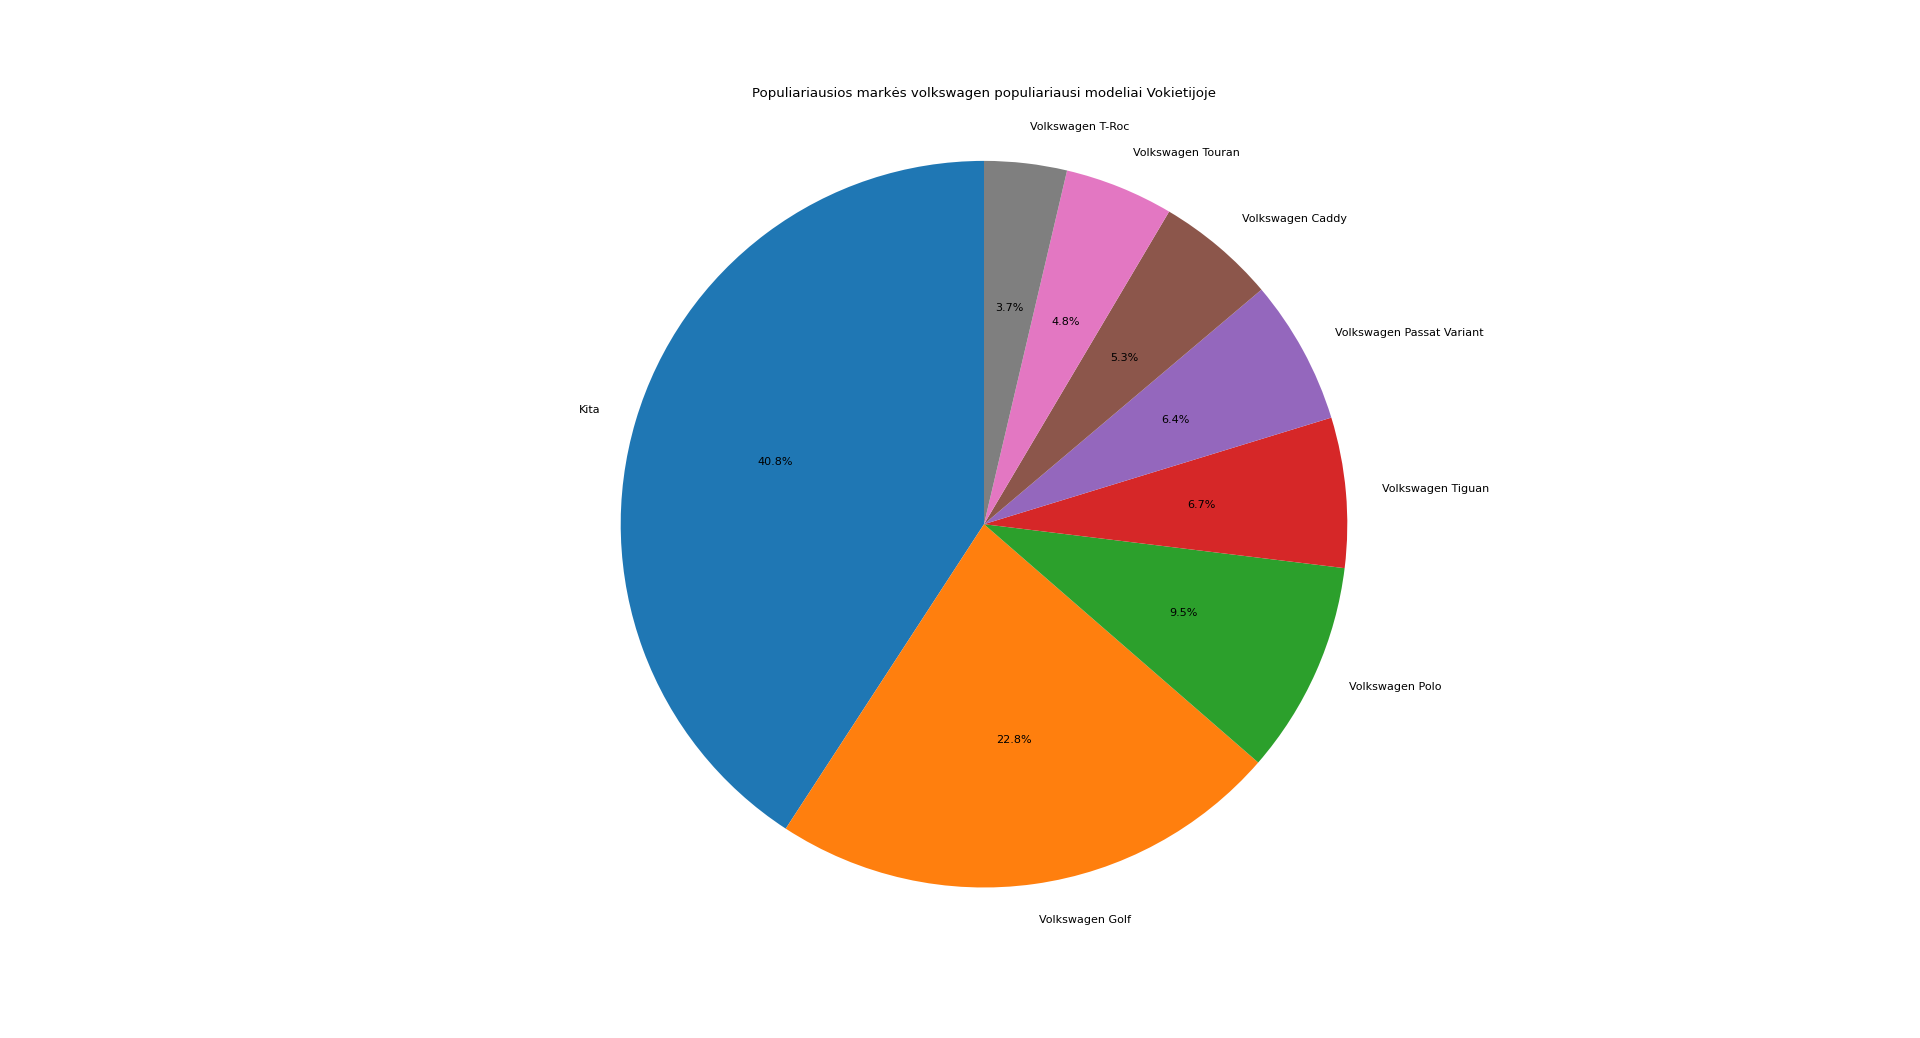 Populiariausios markės volkswagen populiariausi modeliai Vokietijoje
Volkswagen T-Roc
Volkswagen Touran
Volkswagen Caddy
Volkswagen Passat Variant
Volkswagen Tiguan
Volkswagen Polo
Volkswagen Golf
Kita
3.7%
4.8%
5.3%
6.4%
6.7%
9.5%
22.8%
40.8%